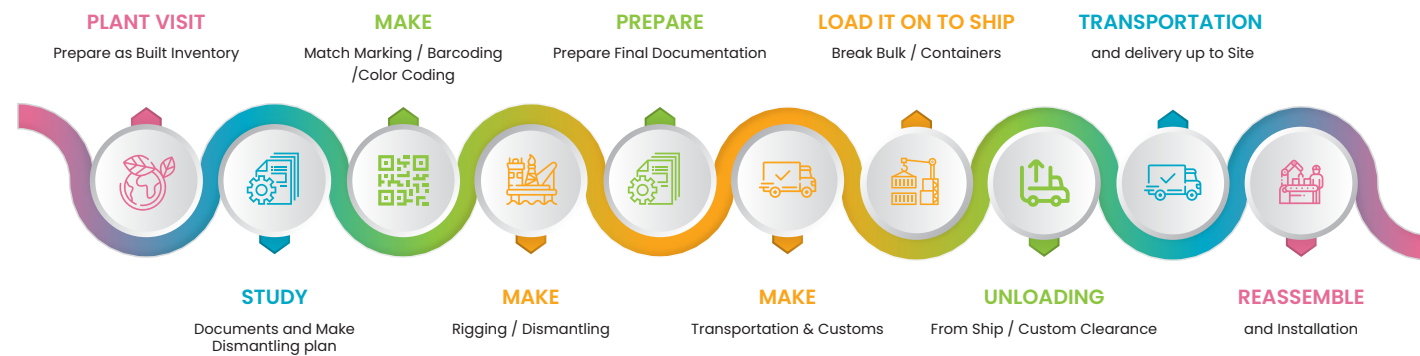 PLANT VISIT
Prepare as Built Inventory
STUDY
Documents and Make
Dismantling plan
MAKE
Match Marking / Barcoding
/Color Coding
MAKE
Rigging / Dismantling
PREPARE
Prepare Final Documentation
MAKE
Transportation & Customs
LOAD IT ON TO SHIP
Break Bulk / Containers
UNLOADING
From Ship / Custom Clearance
TRANSPORTATION
and delivery up to Site
REASSEMBLE
and Installation